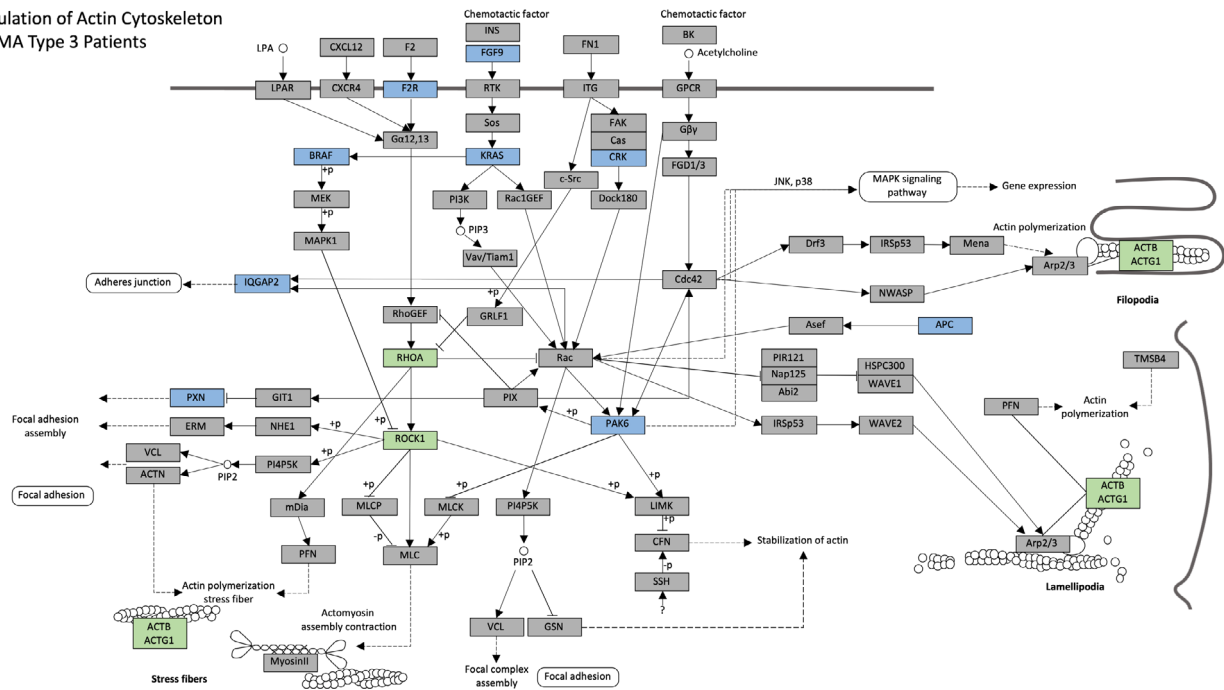 ulation of Actin Cytoskeleton
MA Type 3 Patients
Chemotactic factor
Chemotactic factor
INS
FGF9
BK
LPA
CXCL12
F2
FN1
Acetylcholine
LPAR
CXCR4
F2R
RTK
ITG
GPCR
Sos
FAK
Gβγ
Gα12,13
Cas
BRAF
KRAS
CRK
FGD1/3
+p
c-Src
JNK, p38
MAPK signaling
pathway
Gene expression
MEK
PI3K
Rac1GEF
Dock180
+p
PIP3
Actin polymerization
MAPK1
Drf3
IRSp53
Mena
ACTB
ACTG1
Vav/Tiam1
Arp2/3
Adheres junction
IQGAP2
Cdc42
+p
NWASP
Filopodia
RhoGEF
GRLF1
Asef
APC
RHOA
Rac
PIR121
Nap125
Abi2
HSPC300
WAVE1
TMSB4
PXN
GIT1
PIX
PFN
Actin
polymerization
Focal adhesion
assembly
ERM
NHE1
+p
+p
ROCK1
+p
PAK6
IRSp53
WAVE2
VCL
ACTN
PIP2
PI4P5K
+p
+p
Focal adhesion
+p
+p
+p
ACTB
ACTG1
mDia
MLCP
MLCK
PI4P5K
LIMK
-p
+p
+p
PFN
MLC
PIP2
CFN
Stabilization of actin
Arp2/3
-p
SSH
Lamellipodia
Actin polymerization
stress fiber
?
Actomyosin
assembly contraction
ACTB
ACTG1
VCL
GSN
MyosinII
Stress fibers
Focal complex
assembly
Focal adhesion